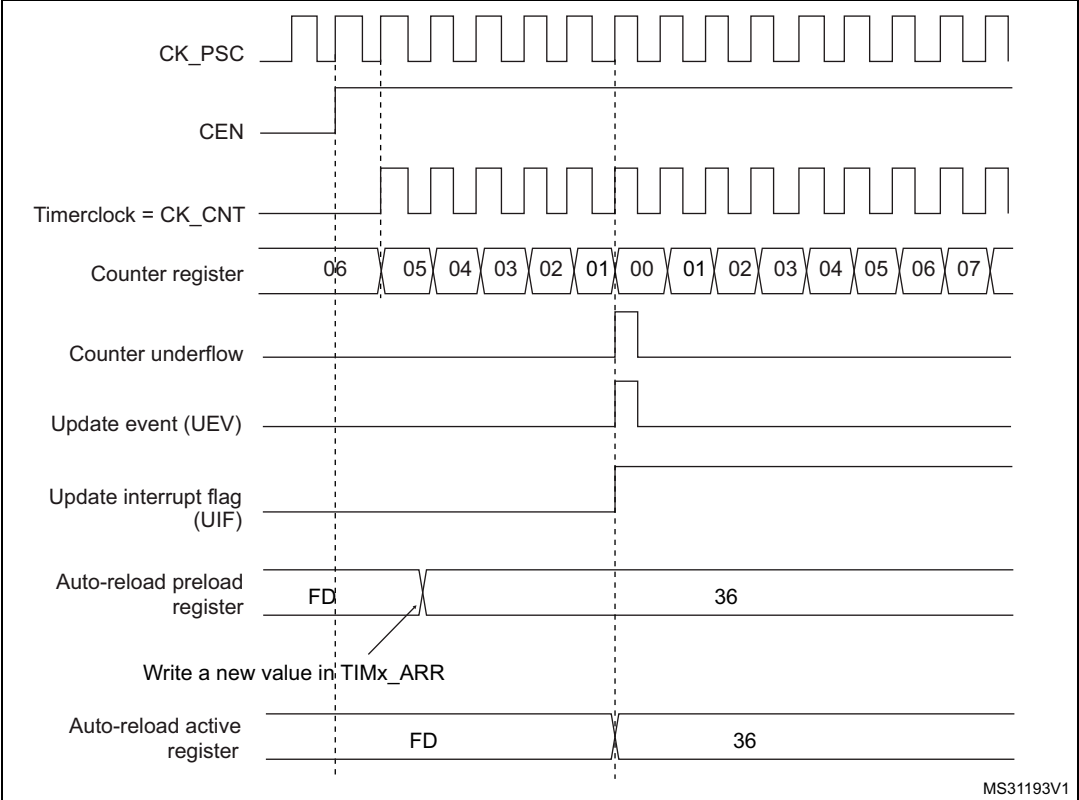 CK_PSC
CEN
Timerclock = CK_CNT
Counter register
06 05 04 03 02 01 00 01 02 03 04 05 06 07
Counter underflow
Update event (UEV)
Update interrupt flag
(UIF)
Auto-reload preload
register
FD 36
Write a new value in TIMx_ARR
Auto-reload active
register
FD 36
MS31193V1